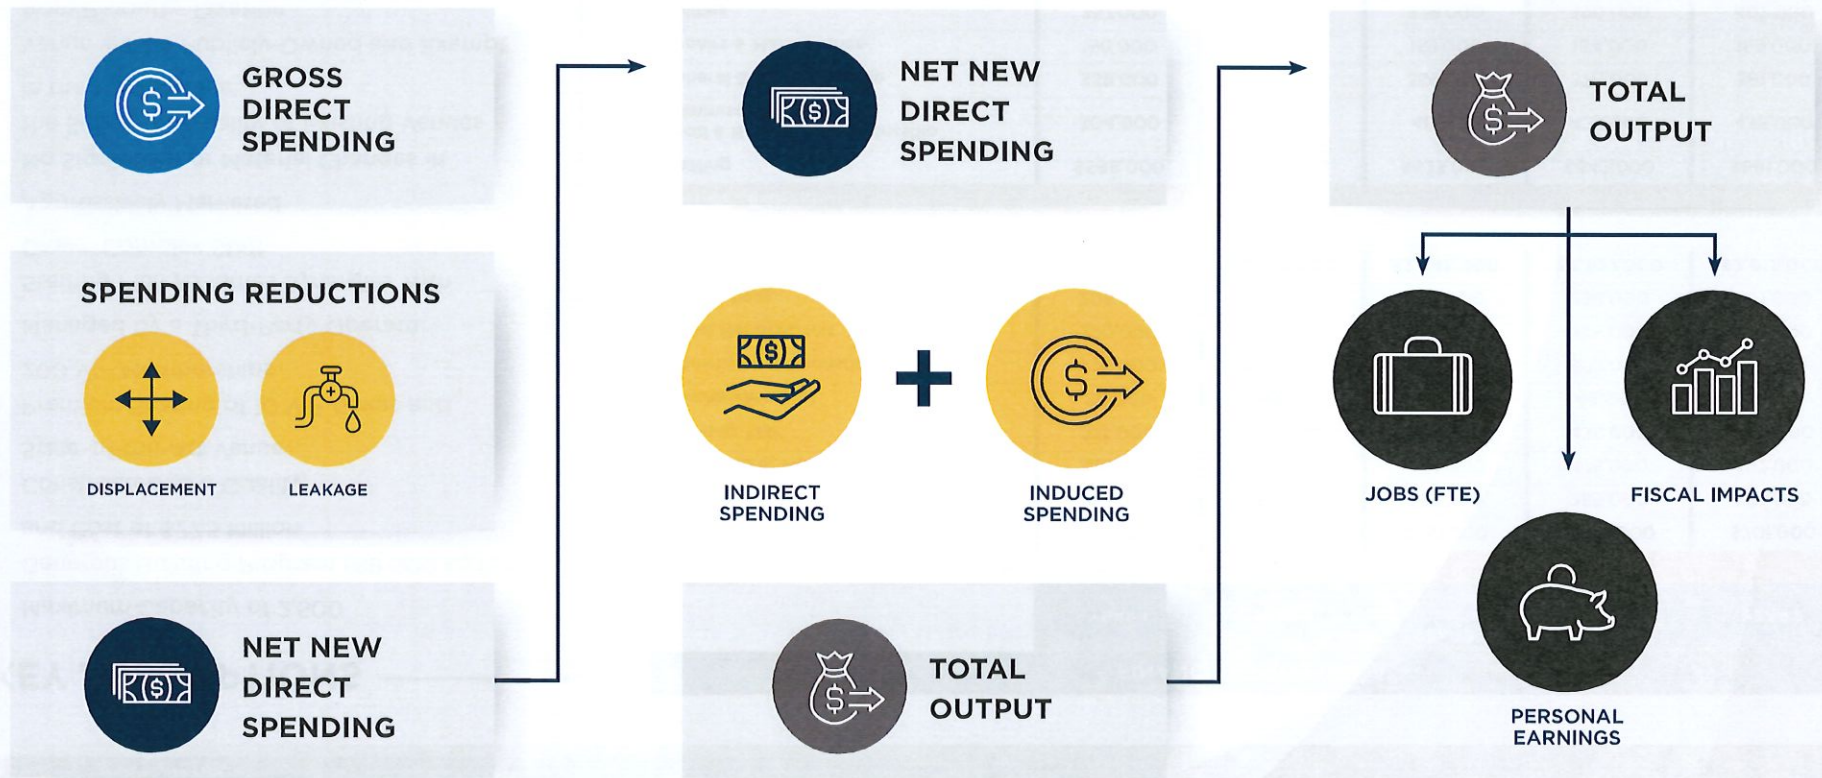 GROSS
DIRECT
SPENDING
SPENDING REDUCTIONS
DISPLACEMENT
LEAKAGE
NET NEW
DIRECT
SPENDING
NET NEW
DIRECT
SPENDING
INDIRECT
SPENDING
INDUCED
SPENDING
TOTAL
OUTPUT
TOTAL
OUTPUT
JOBS (FTE)
FISCAL IMPACTS
PERSONAL
EARNINGS